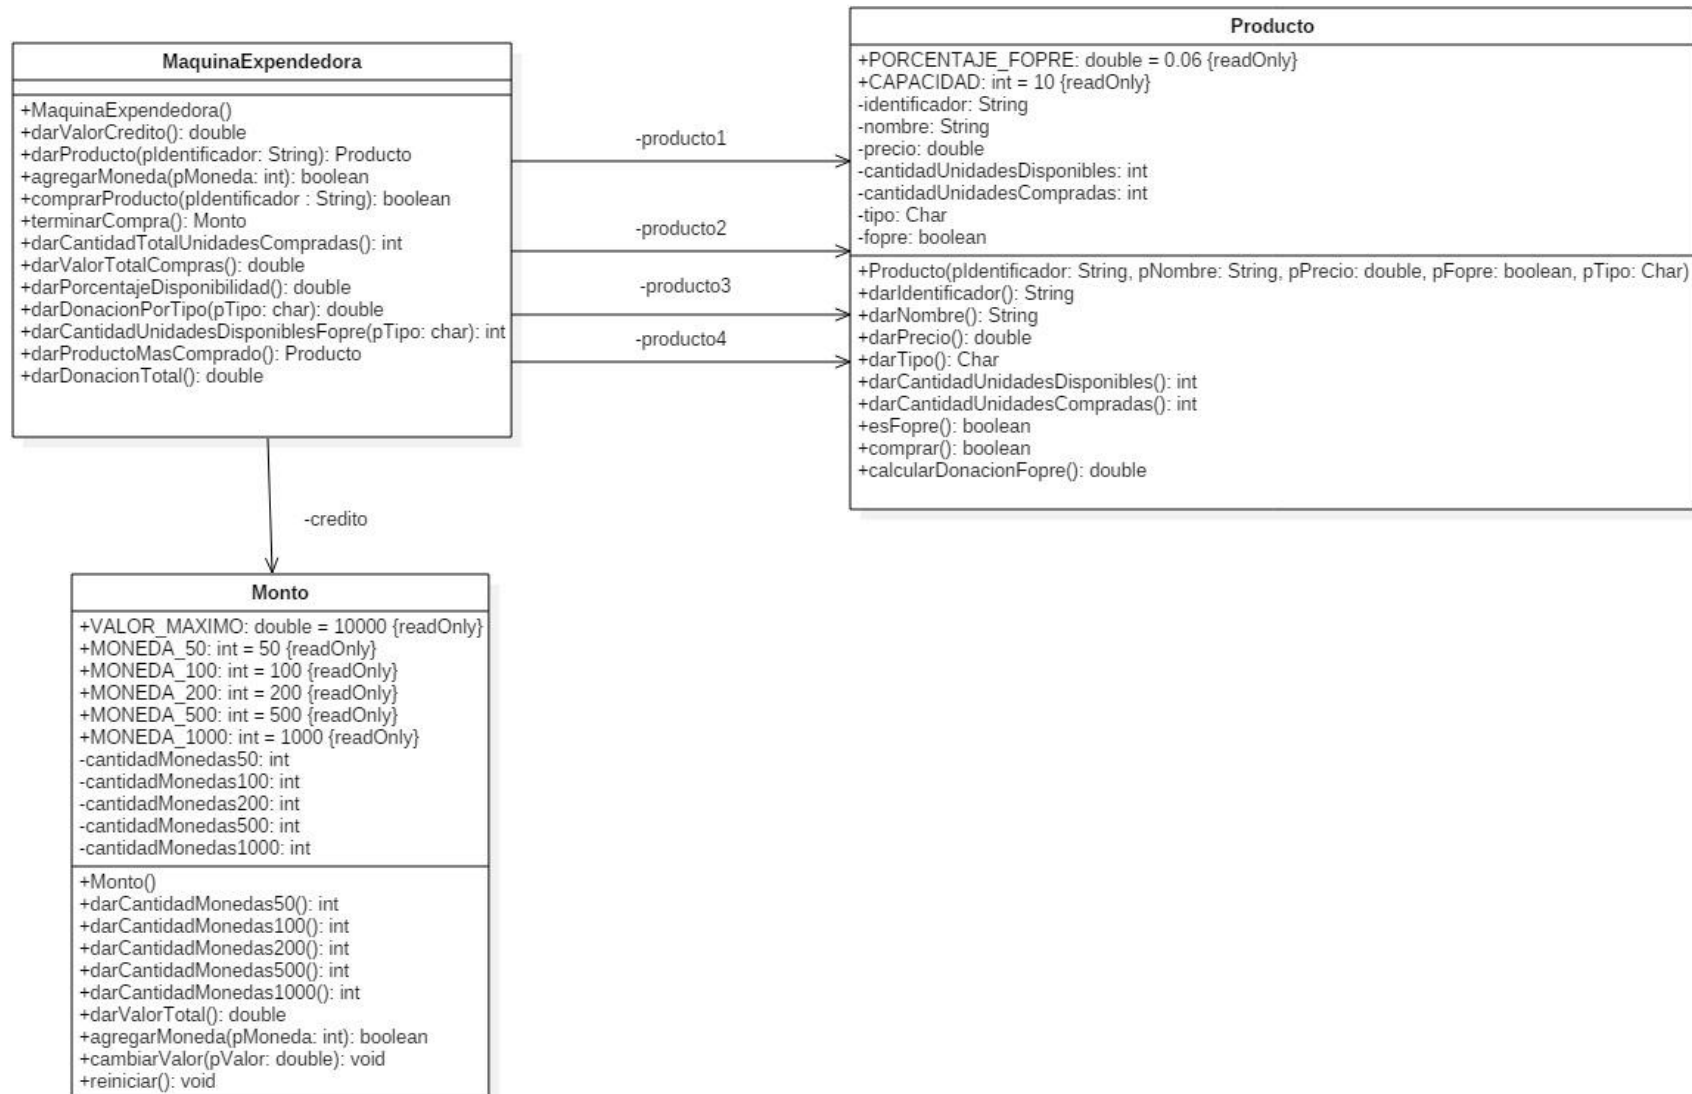 MaquinaExpendedora
+MaquinaExpendedora()
+darValorCredito(): double
+darProducto(pIdentificador: String): Producto
+agregarMoneda(pMoneda: int): boolean
+comprarProducto(pIdentificador : String): boolean
+terminarCompra(): Monto
+darCantidadTotalUnidadesCompradas(): int
+darValorTotalCompras(): double
+darPorcentajeDisponibilidad(): double
+darDonacionPorTipo(pTipo: char): double
+darCantidadUnidadesDisponiblesFopre(pTipo: char): int
+darProductoMasComprado(): Producto
+darDonacionTotal(): double
-producto1
-producto2
-producto3
-producto4
Producto
+PORCENTAJE_FOPRE: double = 0.06 {readOnly}
+CAPACIDAD: int = 10 {readOnly}
-identificador: String
-nombre: String
-precio: double
-cantidadUnidadesDisponibles: int
-cantidadUnidadesCompradas: int
-tipo: Char
-fopre: boolean
+Producto(pIdentificador: String, pNombre: String, pPrecio: double, pFopre: boolean, pTipo: Char)
+darIdentificador(): String
+darNombre(): String
+darPrecio(): double
+darTipo(): Char
+darCantidadUnidadesDisponibles(): int
+darCantidadUnidadesCompradas(): int
+esFopre(): boolean
+comprar(): boolean
+calcularDonacionFopre(): double
-credito
Monto
+VALOR_MAXIMO: double = 10000 {readOnly}
+MONEDA_50: int = 50 {readOnly}
+MONEDA_100: int = 100 {readOnly}
+MONEDA_200: int = 200 {readOnly}
+MONEDA_500: int = 500 {readOnly}
+MONEDA_1000: int = 1000 {readOnly}
-cantidadMonedas50: int
-cantidadMonedas100: int
-cantidadMonedas200: int
-cantidadMonedas500: int
-cantidadMonedas1000: int
+Monto()
+darCantidadMonedas50(): int
+darCantidadMonedas100(): int
+darCantidadMonedas200(): int
+darCantidadMonedas500(): int
+darCantidadMonedas1000(): int
+darValorTotal(): double
+agregarMoneda(pMoneda: int): boolean
+cambiarValor(pValor: double): void
+reiniciar(): void